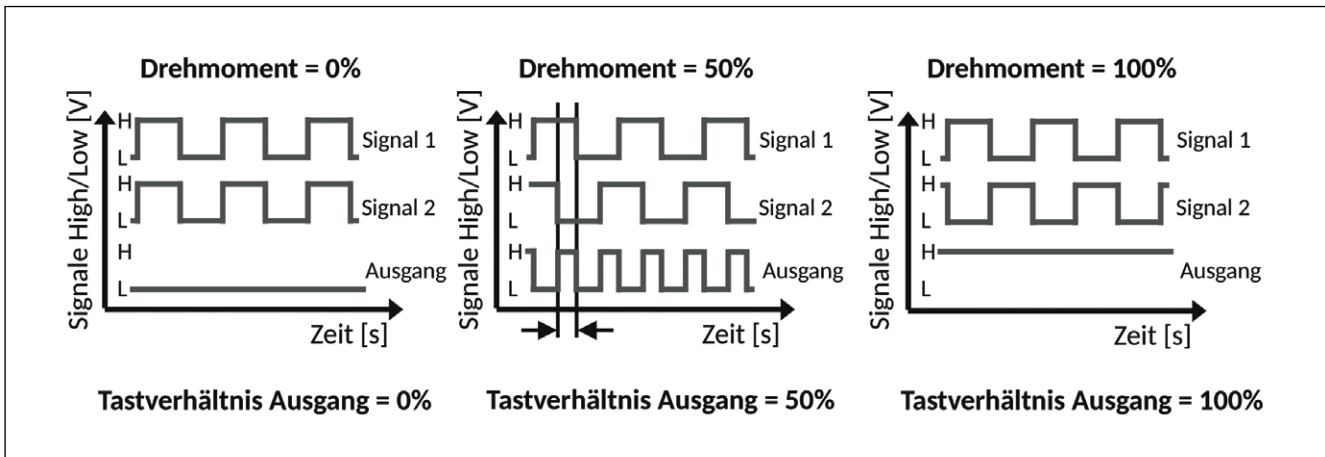 Drehmoment = 0%
Signale High/Low [V]
H
Signal 1
L
H
Signal 2
L
H
Ausgang
L
Zeit [s]
Tastverhältnis Ausgang = 0%
Drehmoment = 50%
Signale High/Low [V]
H
Signal 1
L
H
Signal 2
L
H
Ausgang
L
Zeit [s]
Tastverhältnis Ausgang = 50%
Drehmoment = 100%
Signale High/Low [V]
H
Signal 1
L
H
Signal 2
L
H
Ausgang
L
Zeit [s]
Tastverhältnis Ausgang = 100%